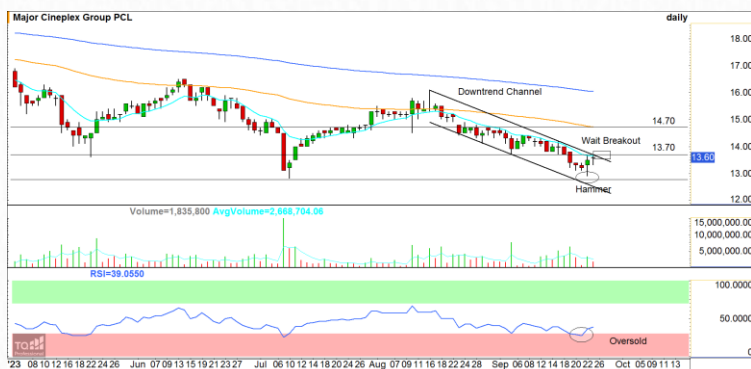 Major Cineplex Group PCL daily
18.00
17.00
Downtrend Channel
16.00
15.00
14.70
Wait Breakout
14.00
13.70
13.60
13.00
Hammer
12.00
Volume=1,835,800 AvgVolume=2,668,704.06
15,000,000.00
10,000,000.00
5,000,000.00
RSI=39.0550
100.0000
50.0000
Oversold
0
TQ
'23 08 10 12 16 18 22 24 26 Jun 07 09 13 15 19 21 23 27 Jul 06 10 12 14 18 20 24 26 Aug 07 09 11 16 18 22 24 28 Sep 06 08 12 14 18 20 22 26 Oct 05 09 11 13